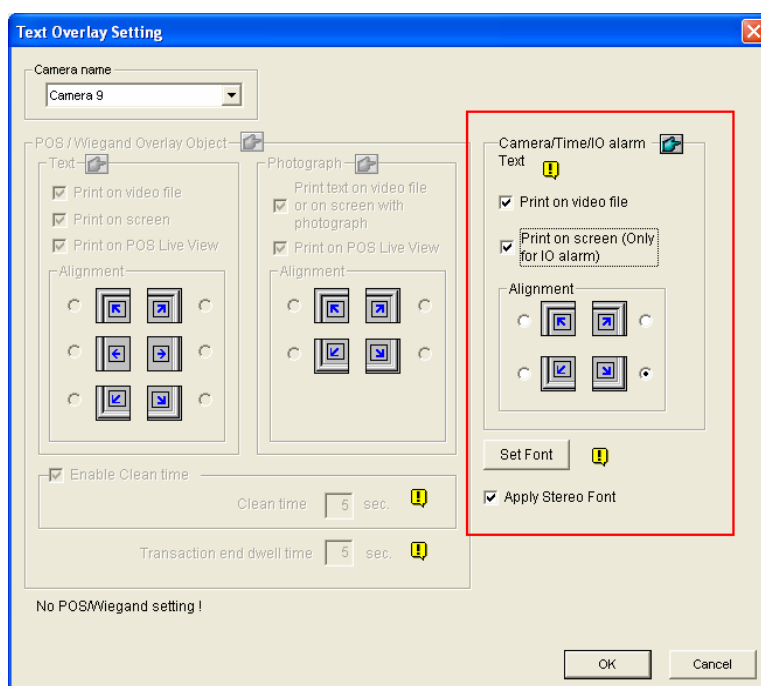 Text Overlay Setting
Camera name
Camera 9
POS / Wiegand Overlay Object
Text
Print on video file
Print on screen
Print on POS Live View
Alignment
Photograph
Print text on video file
or on screen with
photograph
Print on POS Live View
Alignment
Enable Clean time
Clean time 5 sec.
Transaction end dwell time 5 sec.
No POS/Wiegand setting !
Camera/Time/IO alarm
Text
Print on video file
Print on screen (Only
for IO alarm)
Alignment
Set Font
Apply Stereo Font
OK
Cancel